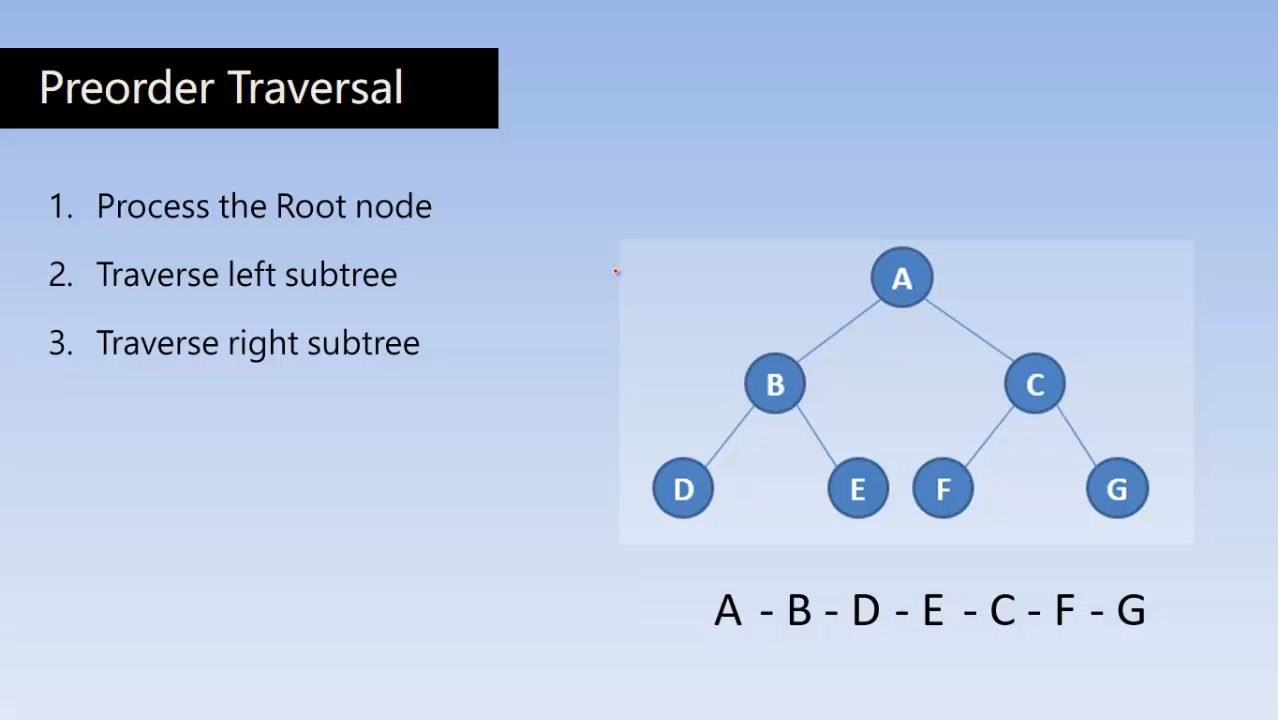 Preorder Traversal
1. Process the Root node
2. Traverse left subtree
3. Traverse right subtree
A
B C
D E F G
A - B - D - E - C - F - G